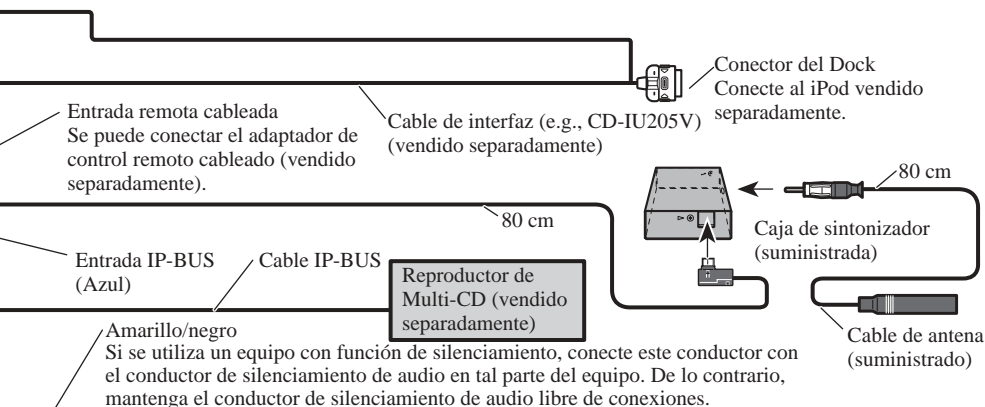 Conector del Dock
Conecte al iPod vendido
separadamente.
Entrada remota cableada
Se puede conectar el adaptador de
control remoto cableado (vendido
separadamente).
Cable de interfaz (e.g., CD-IU205V)
(vendido separadamente)
80 cm
80 cm
Caja de sintonizador
(suministrada)
Entrada IP-BUS
(Azul)
Cable IP-BUS
Reproductor de
Multi-CD (vendido
separadamente)
Cable de antena
(suministrado)
Amarillo/negro
Si se utiliza un equipo con función de silenciamiento, conecte este conductor con
el conductor de silenciamiento de audio en tal parte del equipo. De lo contrario,
mantenga el conductor de silenciamiento de audio libre de conexiones.